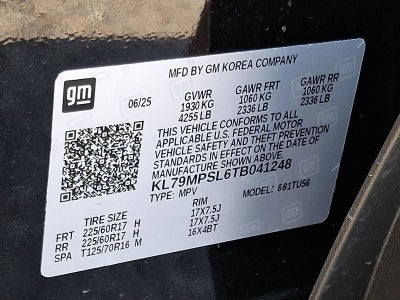 gm
MFD BY GM KOREA COMPANY
06/25
GVWR GAWR FRT GAWR RR
1930 KG 1060 KG 1060 KG
4255 LB 2336 LB 2336 LB
THIS VEHICLE CONFORMS TO ALL
APPLICABLE U.S. FEDERAL MOTOR
VEHICLE SAFETY AND THEFT PREVENTION
STANDARDS IN EFFECT ON THE DATE
OF MANUFACTURE SHOWN ABOVE.
KL79MPSL6TB041248
TYPE: MPV MODEL: 681TU56
TIRE SIZE RIM
FRT 225/60R17 H 17X7.5J
RR 225/60R17 H 17X7.5J
SPA T125/70R16 M 16X4BT